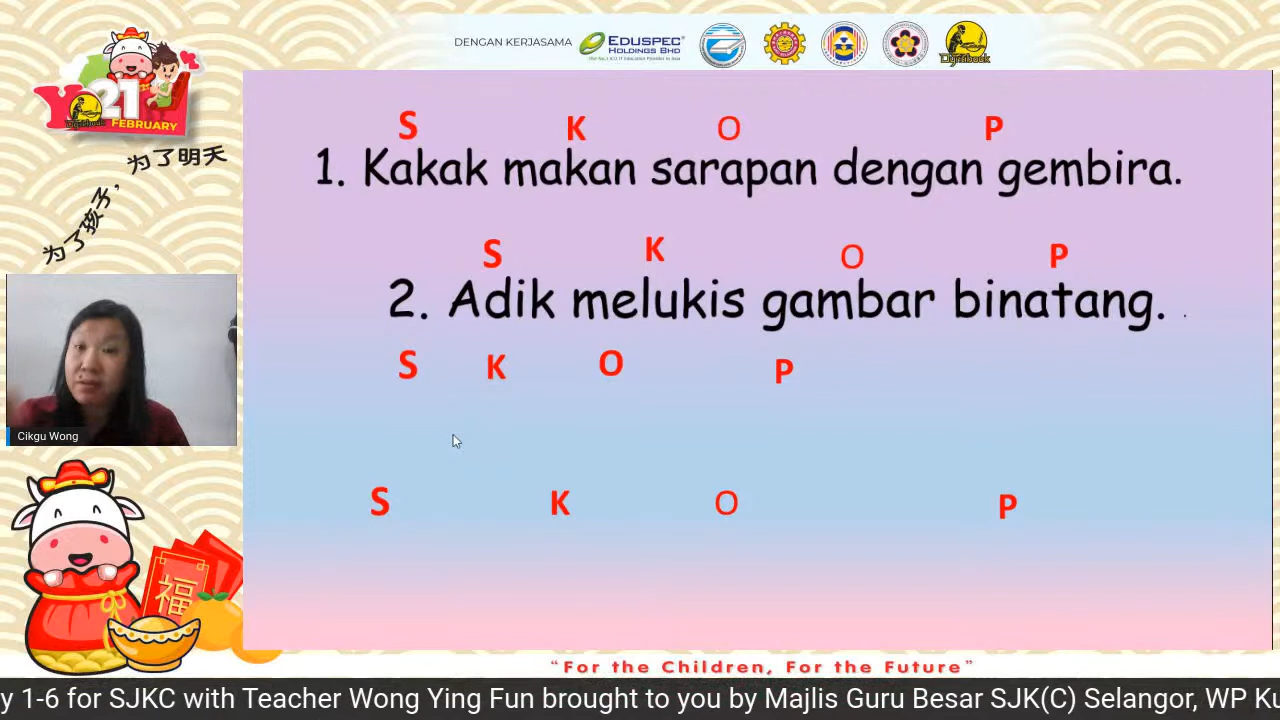 DENGAN KERJASAMA
EDUSPEC
HOLDINGS BHD
21
FEBRUARY
为了明天
为了孩子，
S K O P
1. Kakak makan sarapan dengan gembira.
S K O P
2. Adik melukis gambar binatang. .
S K O P
S K O P
Cikgu Wong
福
“For the Children, For the Future”
y 1-6 for SJKC with Teacher Wong Ying Fun brought to you by Majlis Guru Besar SJK(C) Selangor, WP Ku